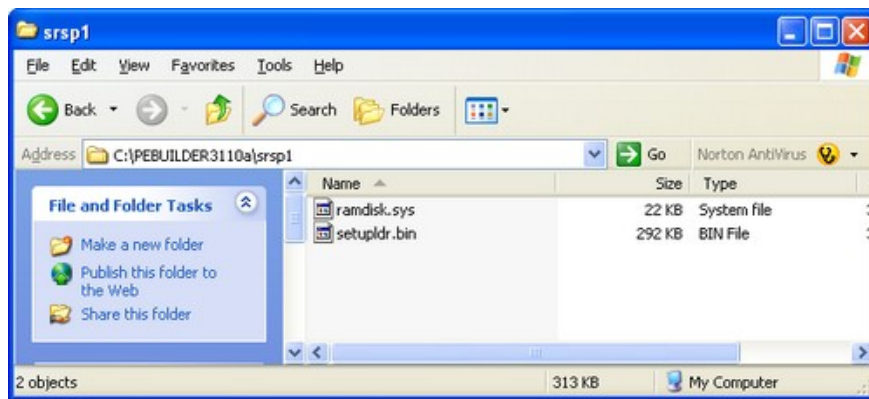 srsp1
File Edit View Favorites Tools Help
Back Search Folders
Address C:\PEBUILDER3110a\srsp1 Go Norton AntiVirus
Name Size Type
File and Folder Tasks
ramdisk.sys 22 KB System file
setupldr.bin 292 KB BIN File
Make a new folder
Publish this folder to
the Web
Share this folder
2 objects 313 KB My Computer